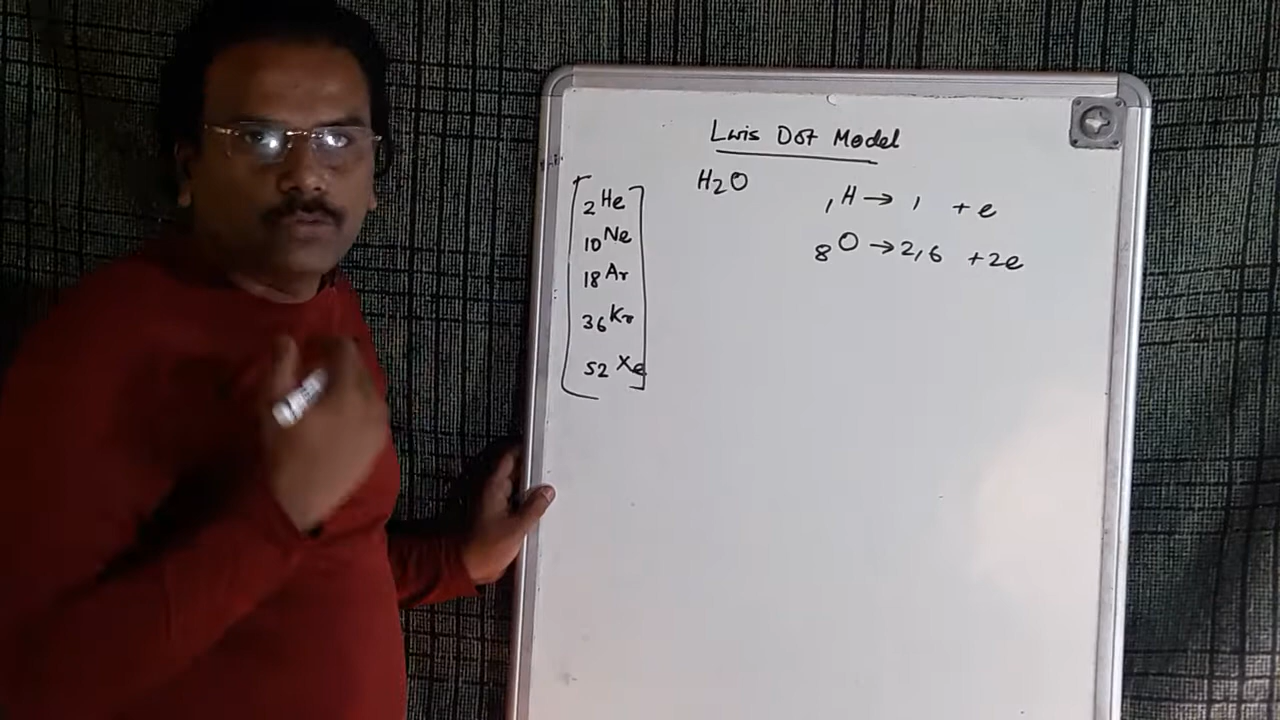 Lwis Dot Model
H₂O
₁H → 1 +e
₈O → 2,6 +2e
₂He
₁₀Ne
₁₈Ar
₃₆Kr
₅₂Xe